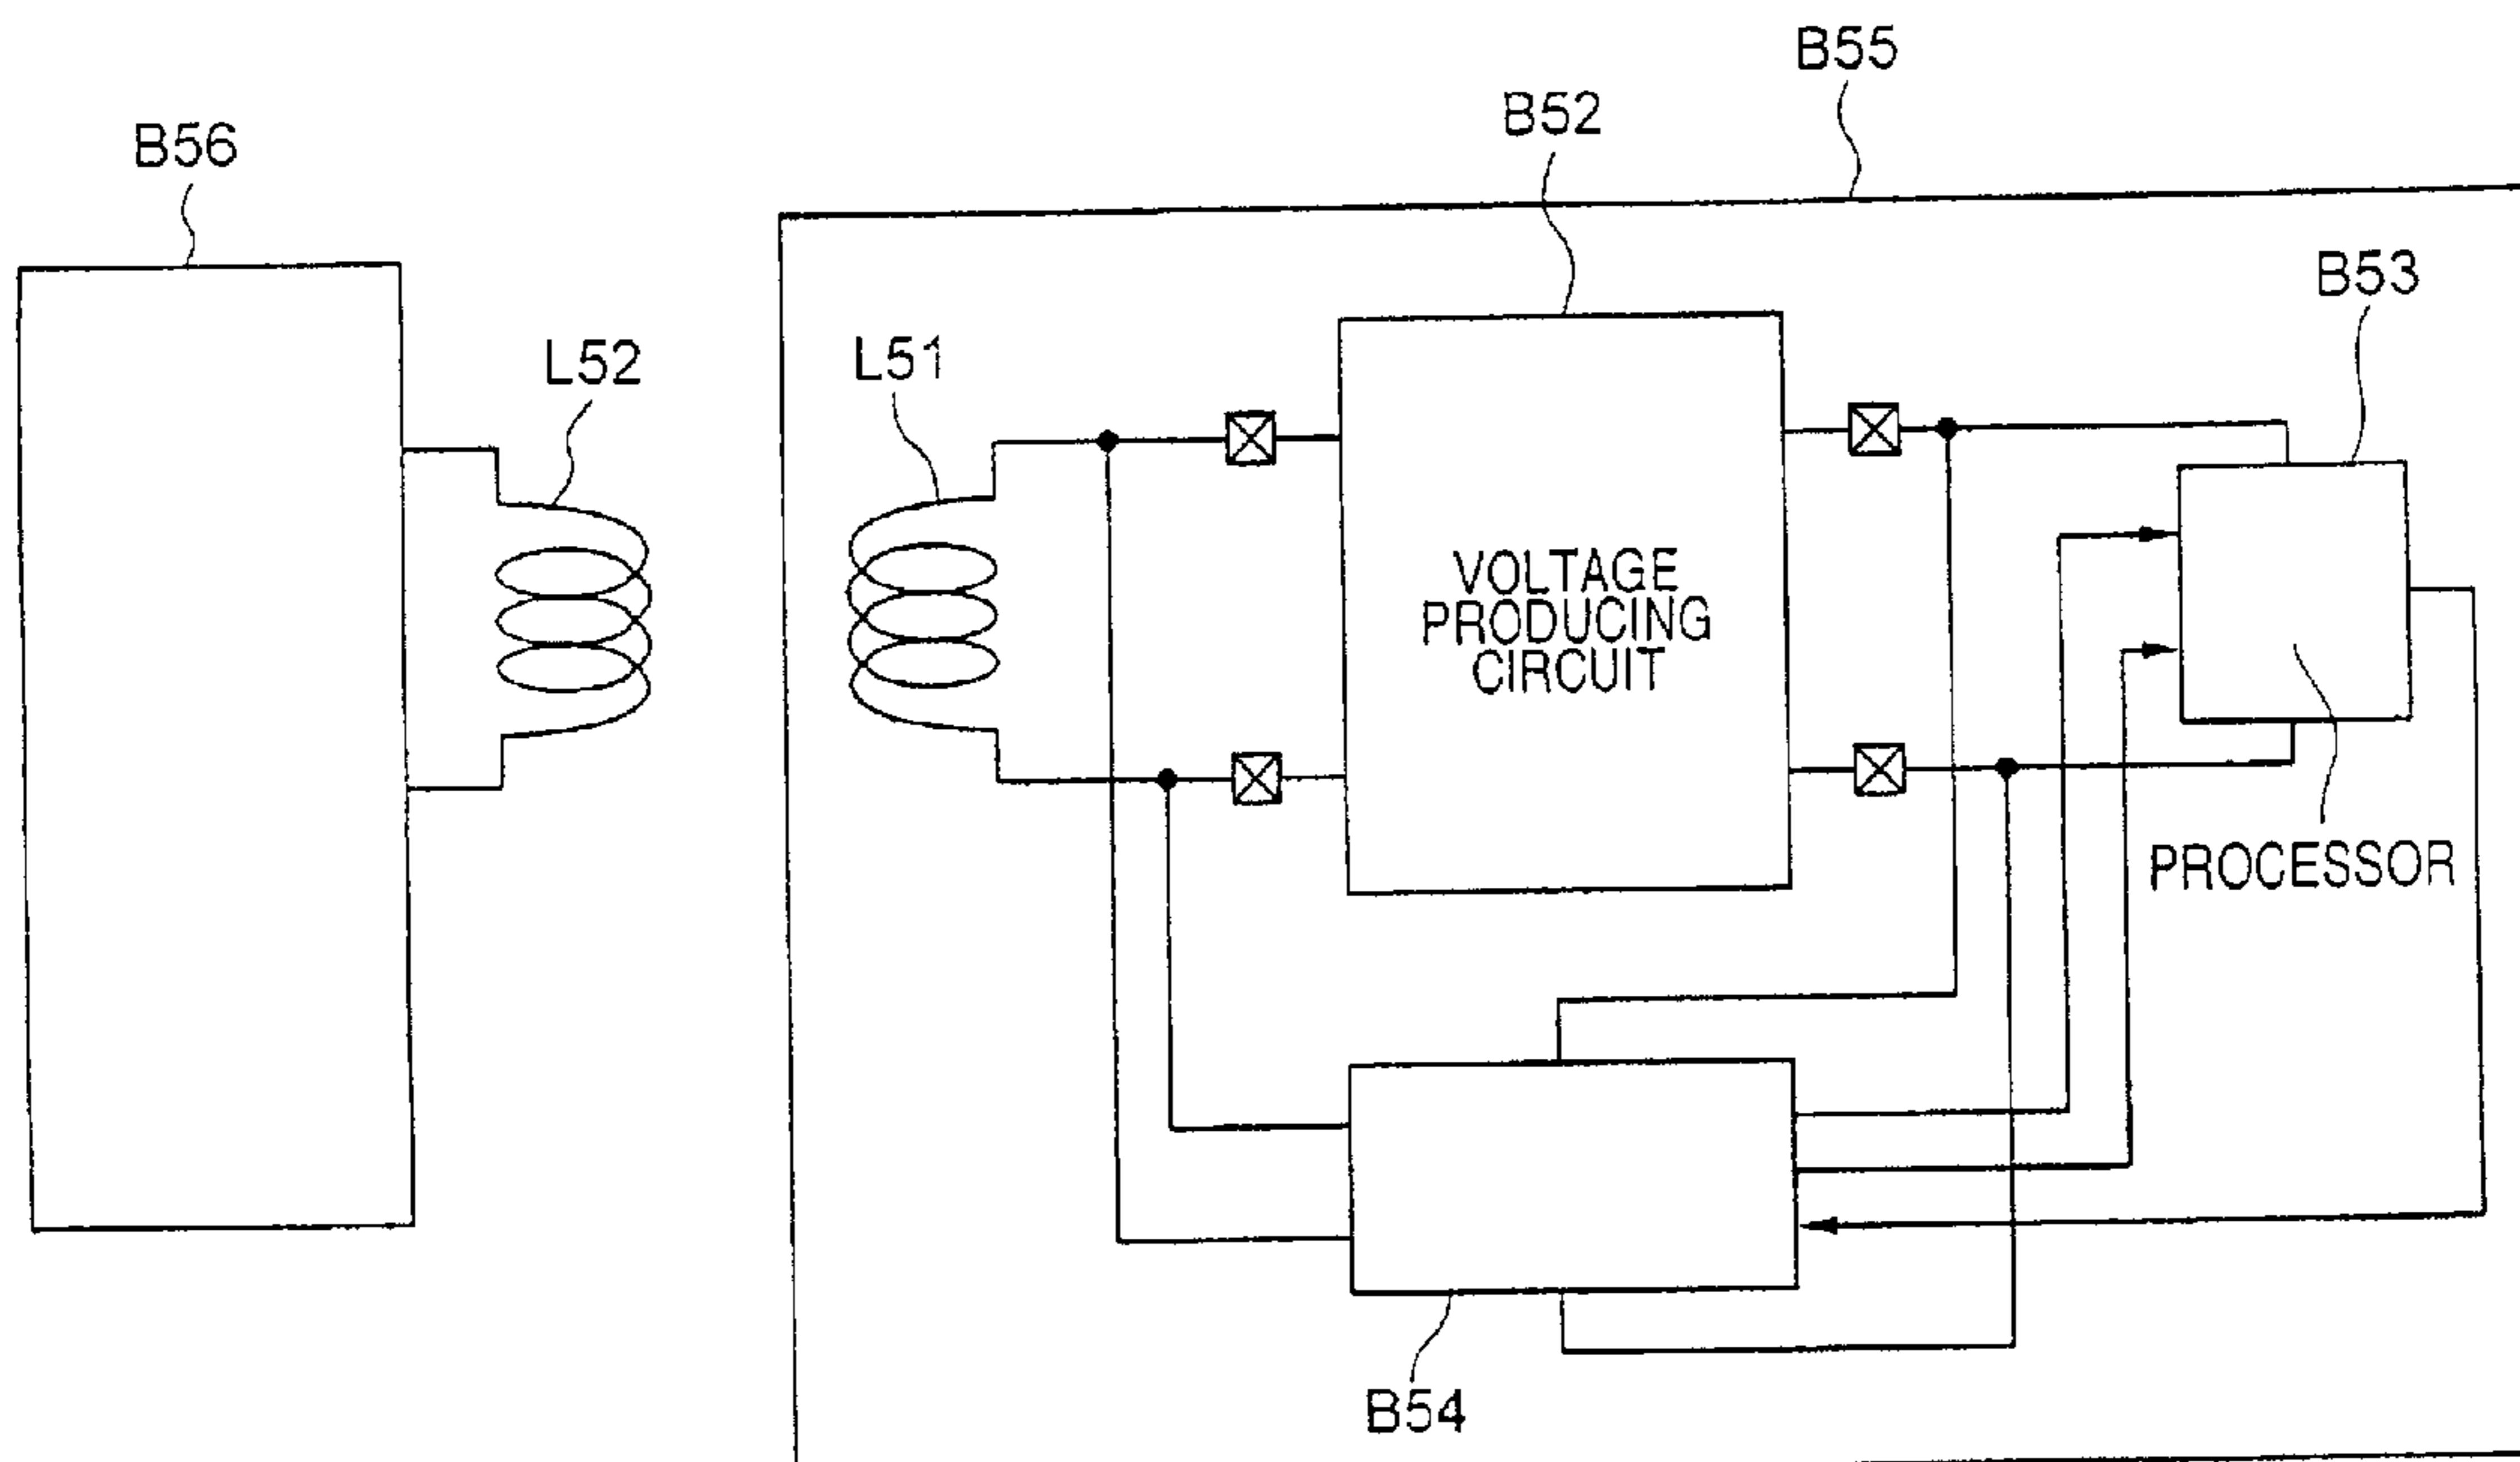 B55
B52
B56
B53
L52
L51
VOLTAGE
PRODUCING
CIRCUIT
PROCESSOR
B54